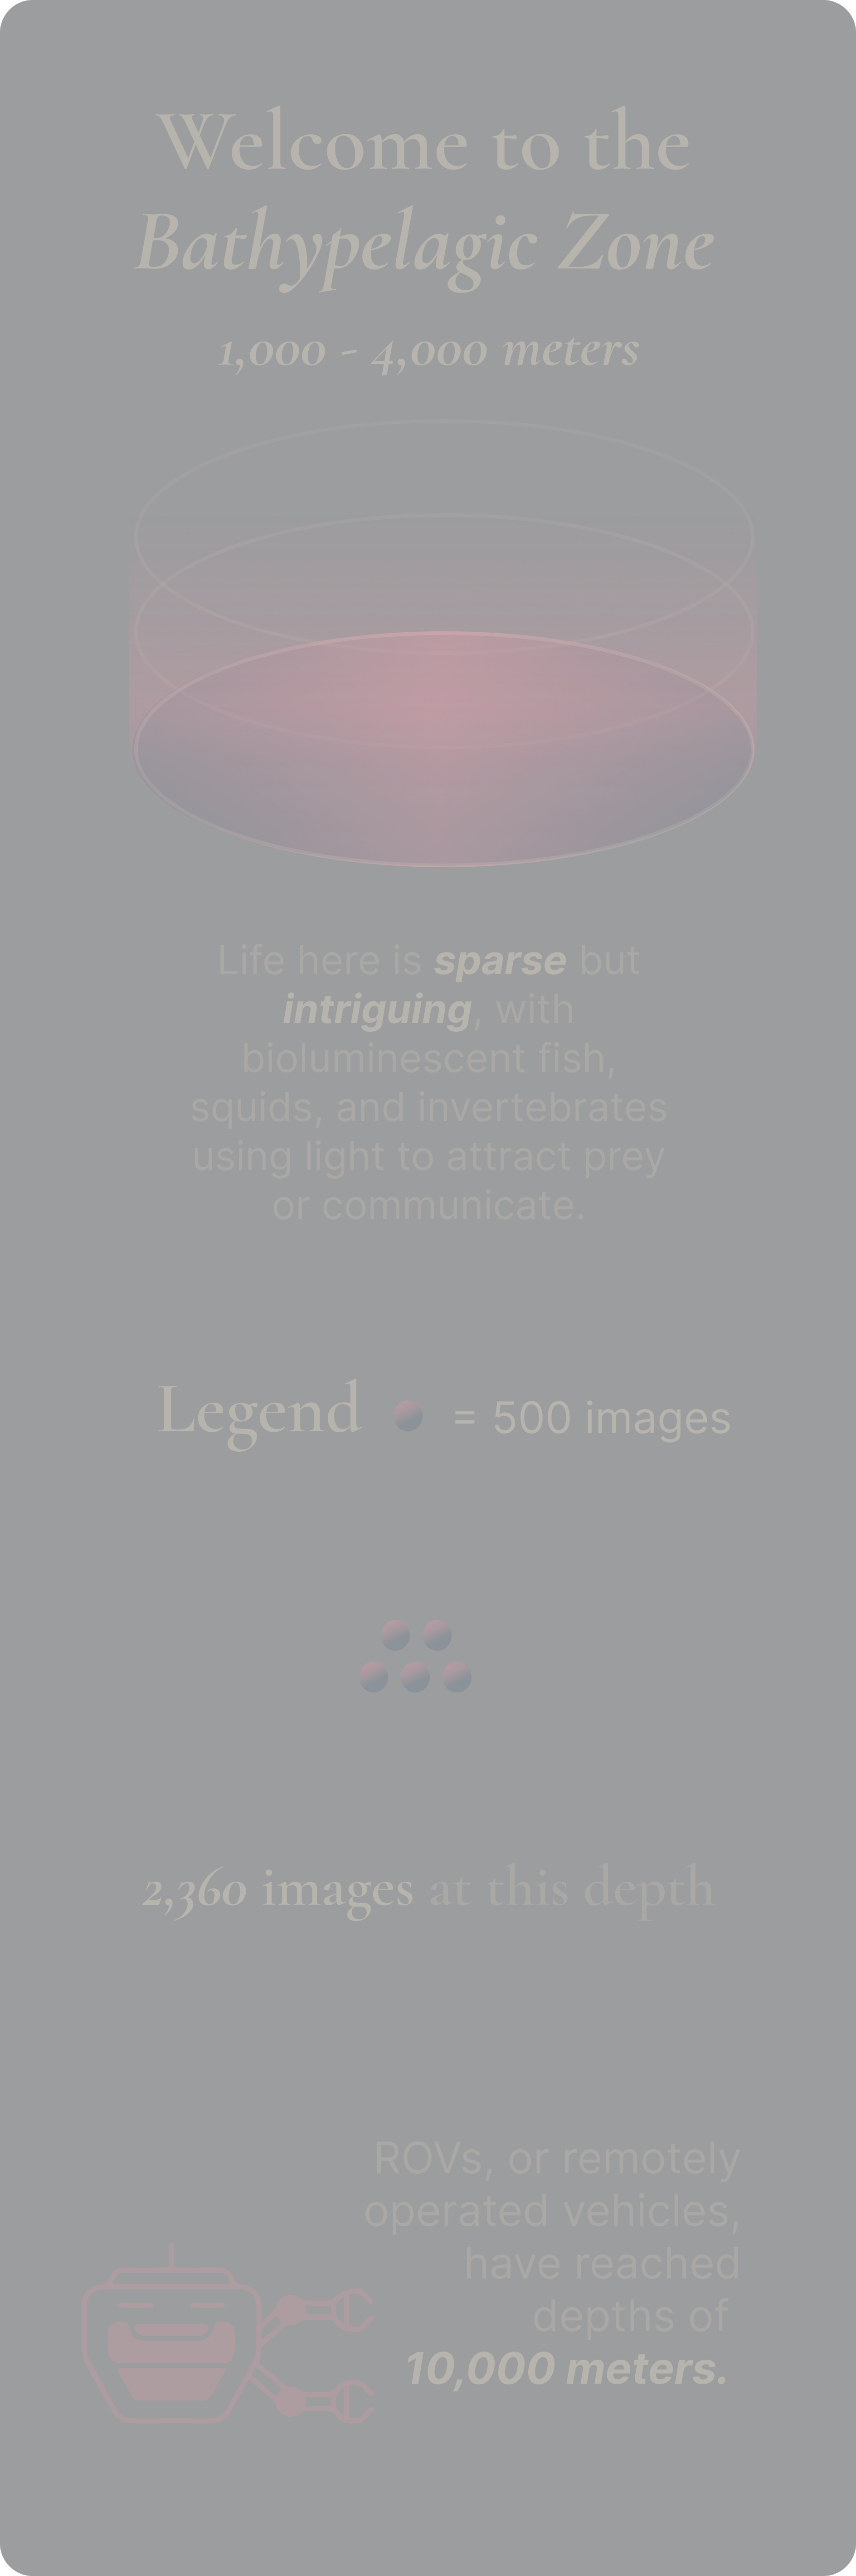 Welcome to the
Bathypelagic Zone
1,000 - 4,000 meters
Life here is sparse but
intriguing, with
bioluminescent fish,
squids, and invertebrates
using light to attract prey
or communicate.
Legend = 500 images
2,360 images at this depth
ROVs, or remotely
operated vehicles,
have reached
depths of
10,000 meters.